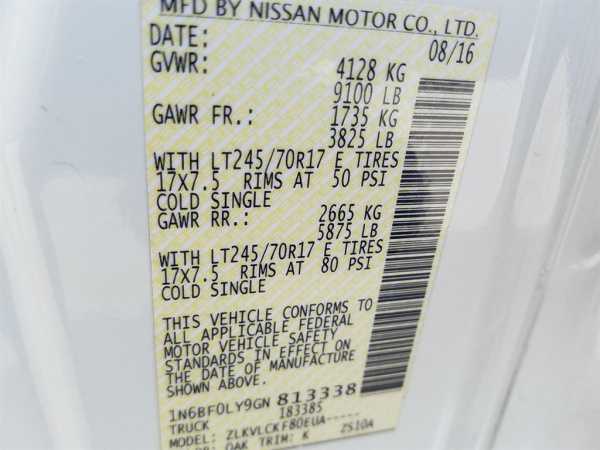 MFD BY NISSAN MOTOR CO., LTD.
DATE: 08/16
GVWR: 4128 KG
9100 LB
GAWR FR.: 1735 KG
3825 LB
WITH LT245/70R17 E TIRES
17X7.5 RIMS AT 50 PSI
COLD SINGLE
GAWR RR.: 2665 KG
5875 LB
WITH LT245/70R17 E TIRES
17X7.5 RIMS AT 80 PSI
COLD SINGLE
THIS VEHICLE CONFORMS TO
ALL APPLICABLE FEDERAL
MOTOR VEHICLE SAFETY
STANDARDS IN EFFECT ON
THE DATE OF MANUFACTURE
SHOWN ABOVE.
1N6BF0LY9GN 813338
TRUCK 183385
MODEL: ZLKVLCKF80EUA-----
QAK TRIM: K ZS10A